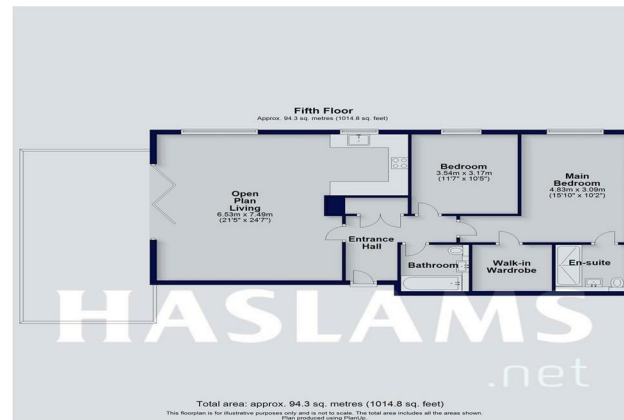 Fifth Floor
Approx. 94.3 sq. metres (1014.8 sq. feet)
Open
Plan
Living
6.53m x 7.49m
(21'5" x 24'7")
Bedroom
3.54m x 3.17m
(11'7" x 10'5")
Main
Bedroom
4.83m x 3.09m
(15'10" x 10'2")
Entrance
Hall
Bathroom
Walk-in
Wardrobe
En-suite
HASLAMS
.net
Total area: approx. 94.3 sq. metres (1014.8 sq. feet)
This floorplan is for illustrative purposes only and is not to scale. The total area includes all the areas shown.
Plan produced using PlanUp.